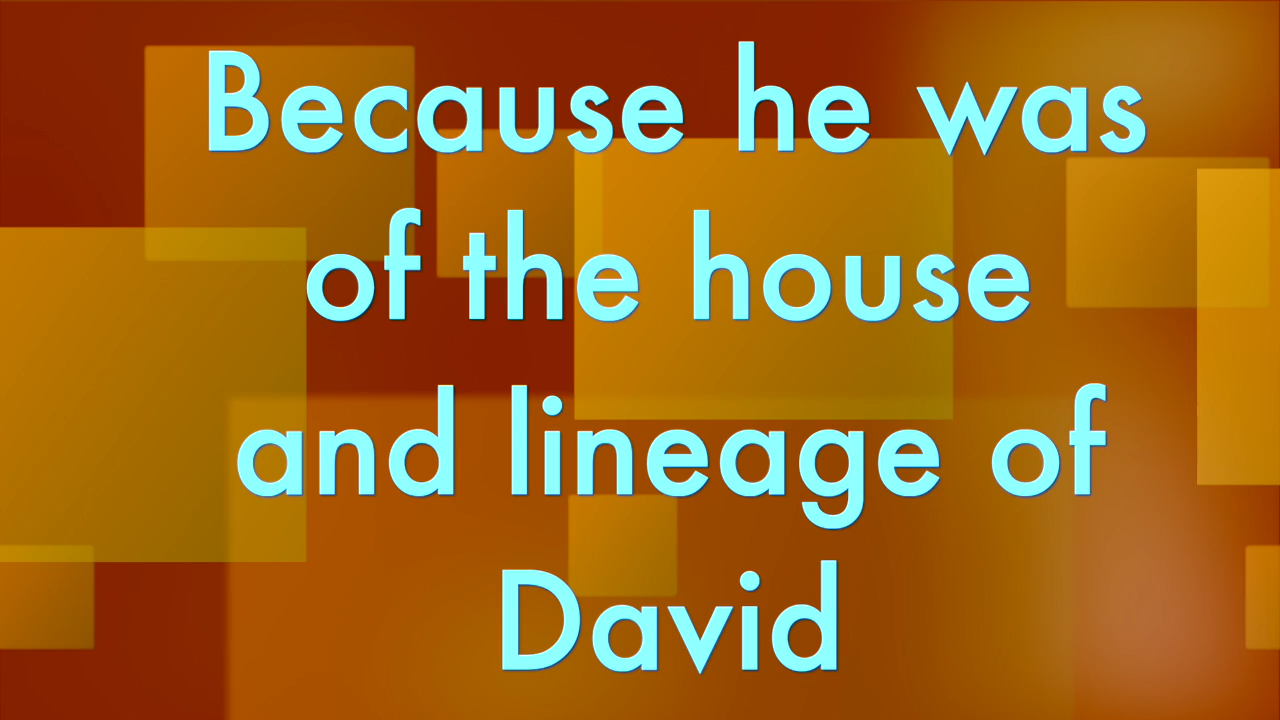 Because he was
of the house
and lineage of
David